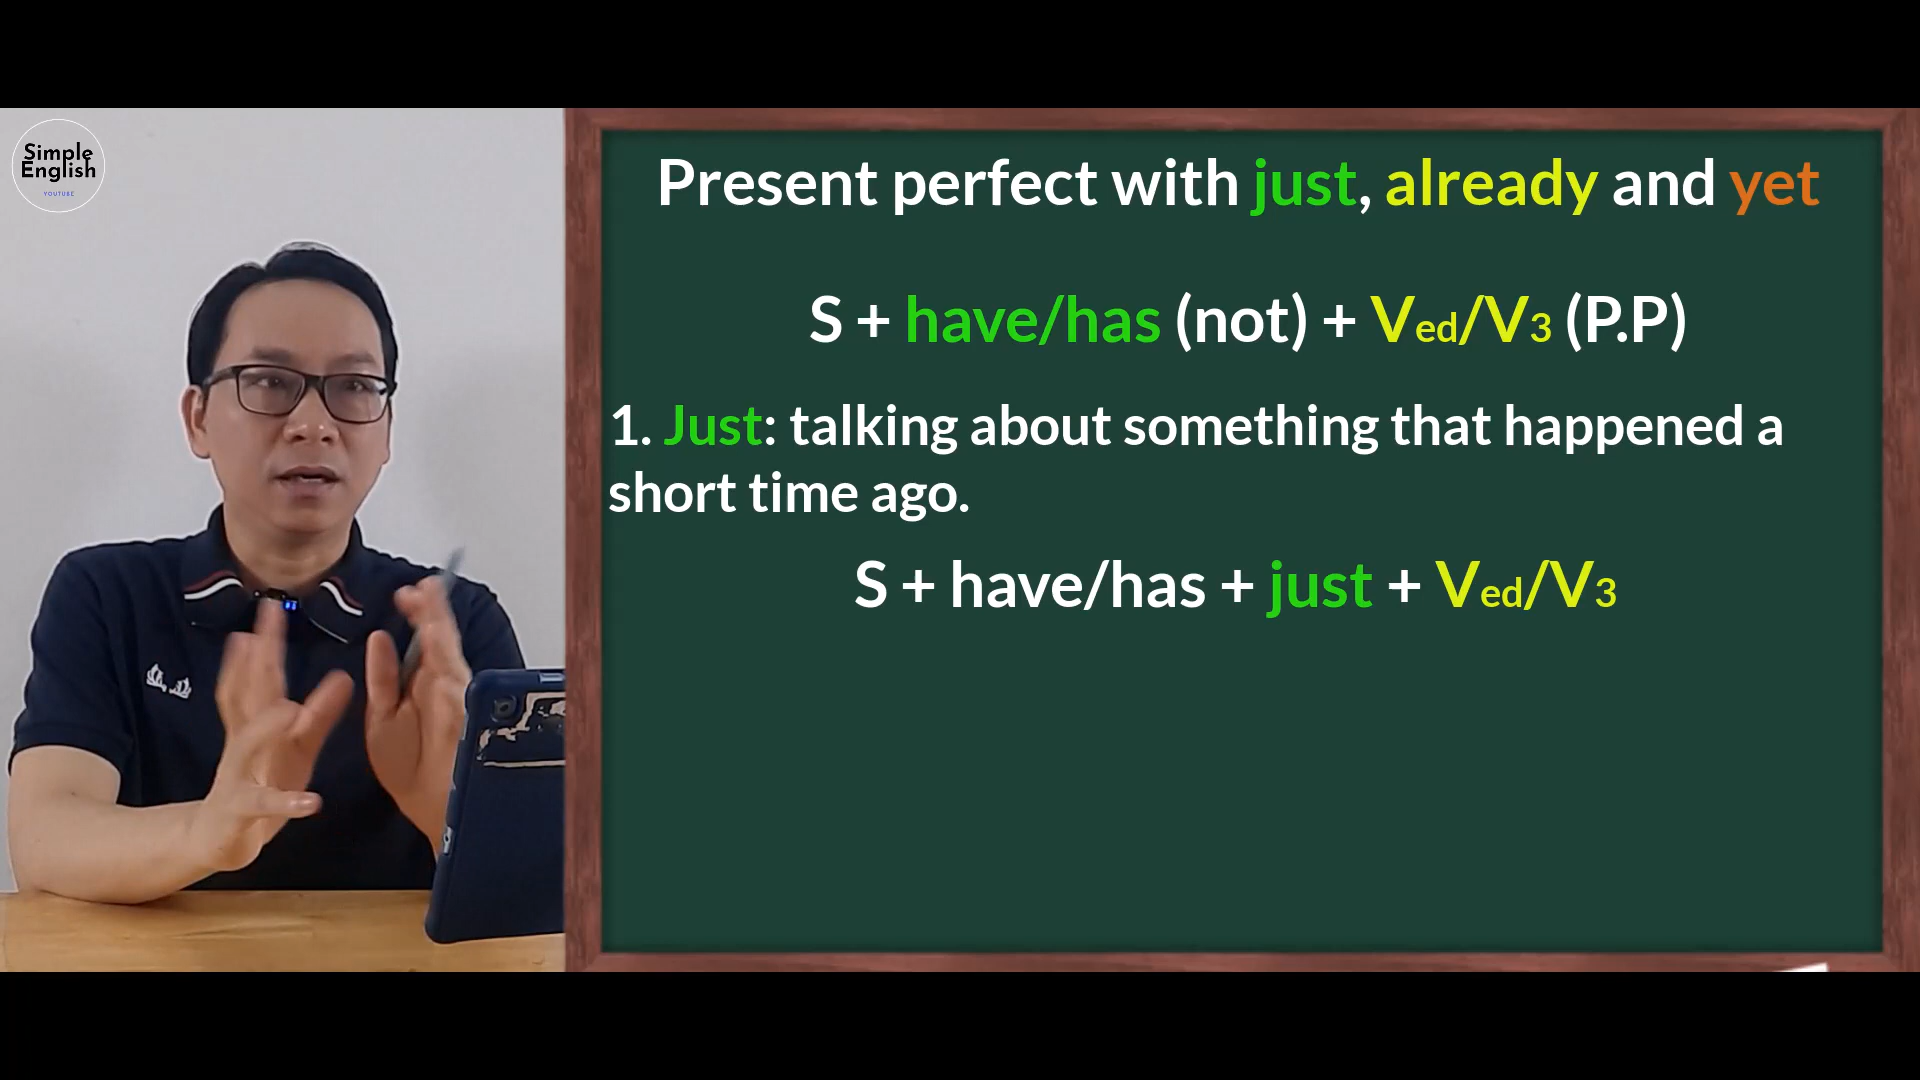 Simple
English
YOUTUBE
Present perfect with just, already and yet
S + have/has (not) + Ved/V3 (P.P)
1. Just: talking about something that happened a
short time ago.
S + have/has + just + Ved/V3